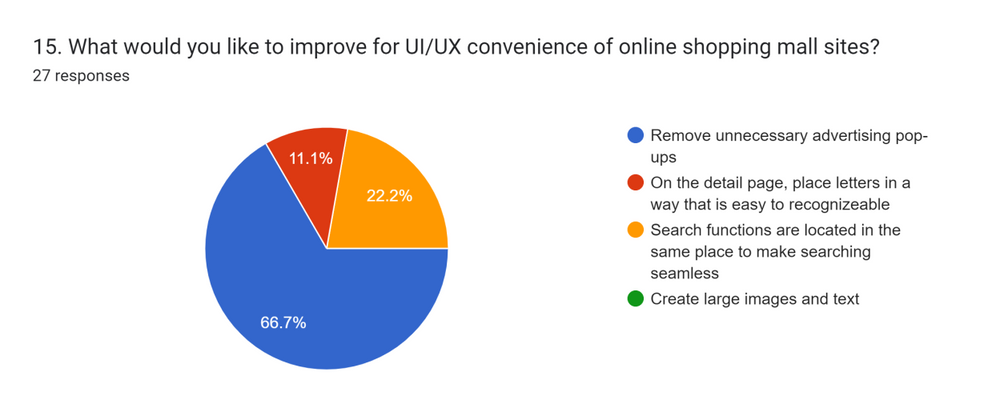 15. What would you like to improve for UI/UX convenience of online shopping mall sites?
27 responses
11.1%
22.2%
66.7%
Remove unnecessary advertising pop-
ups
On the detail page, place letters in a
way that is easy to recognizeable
Search functions are located in the
same place to make searching
seamless
Create large images and text